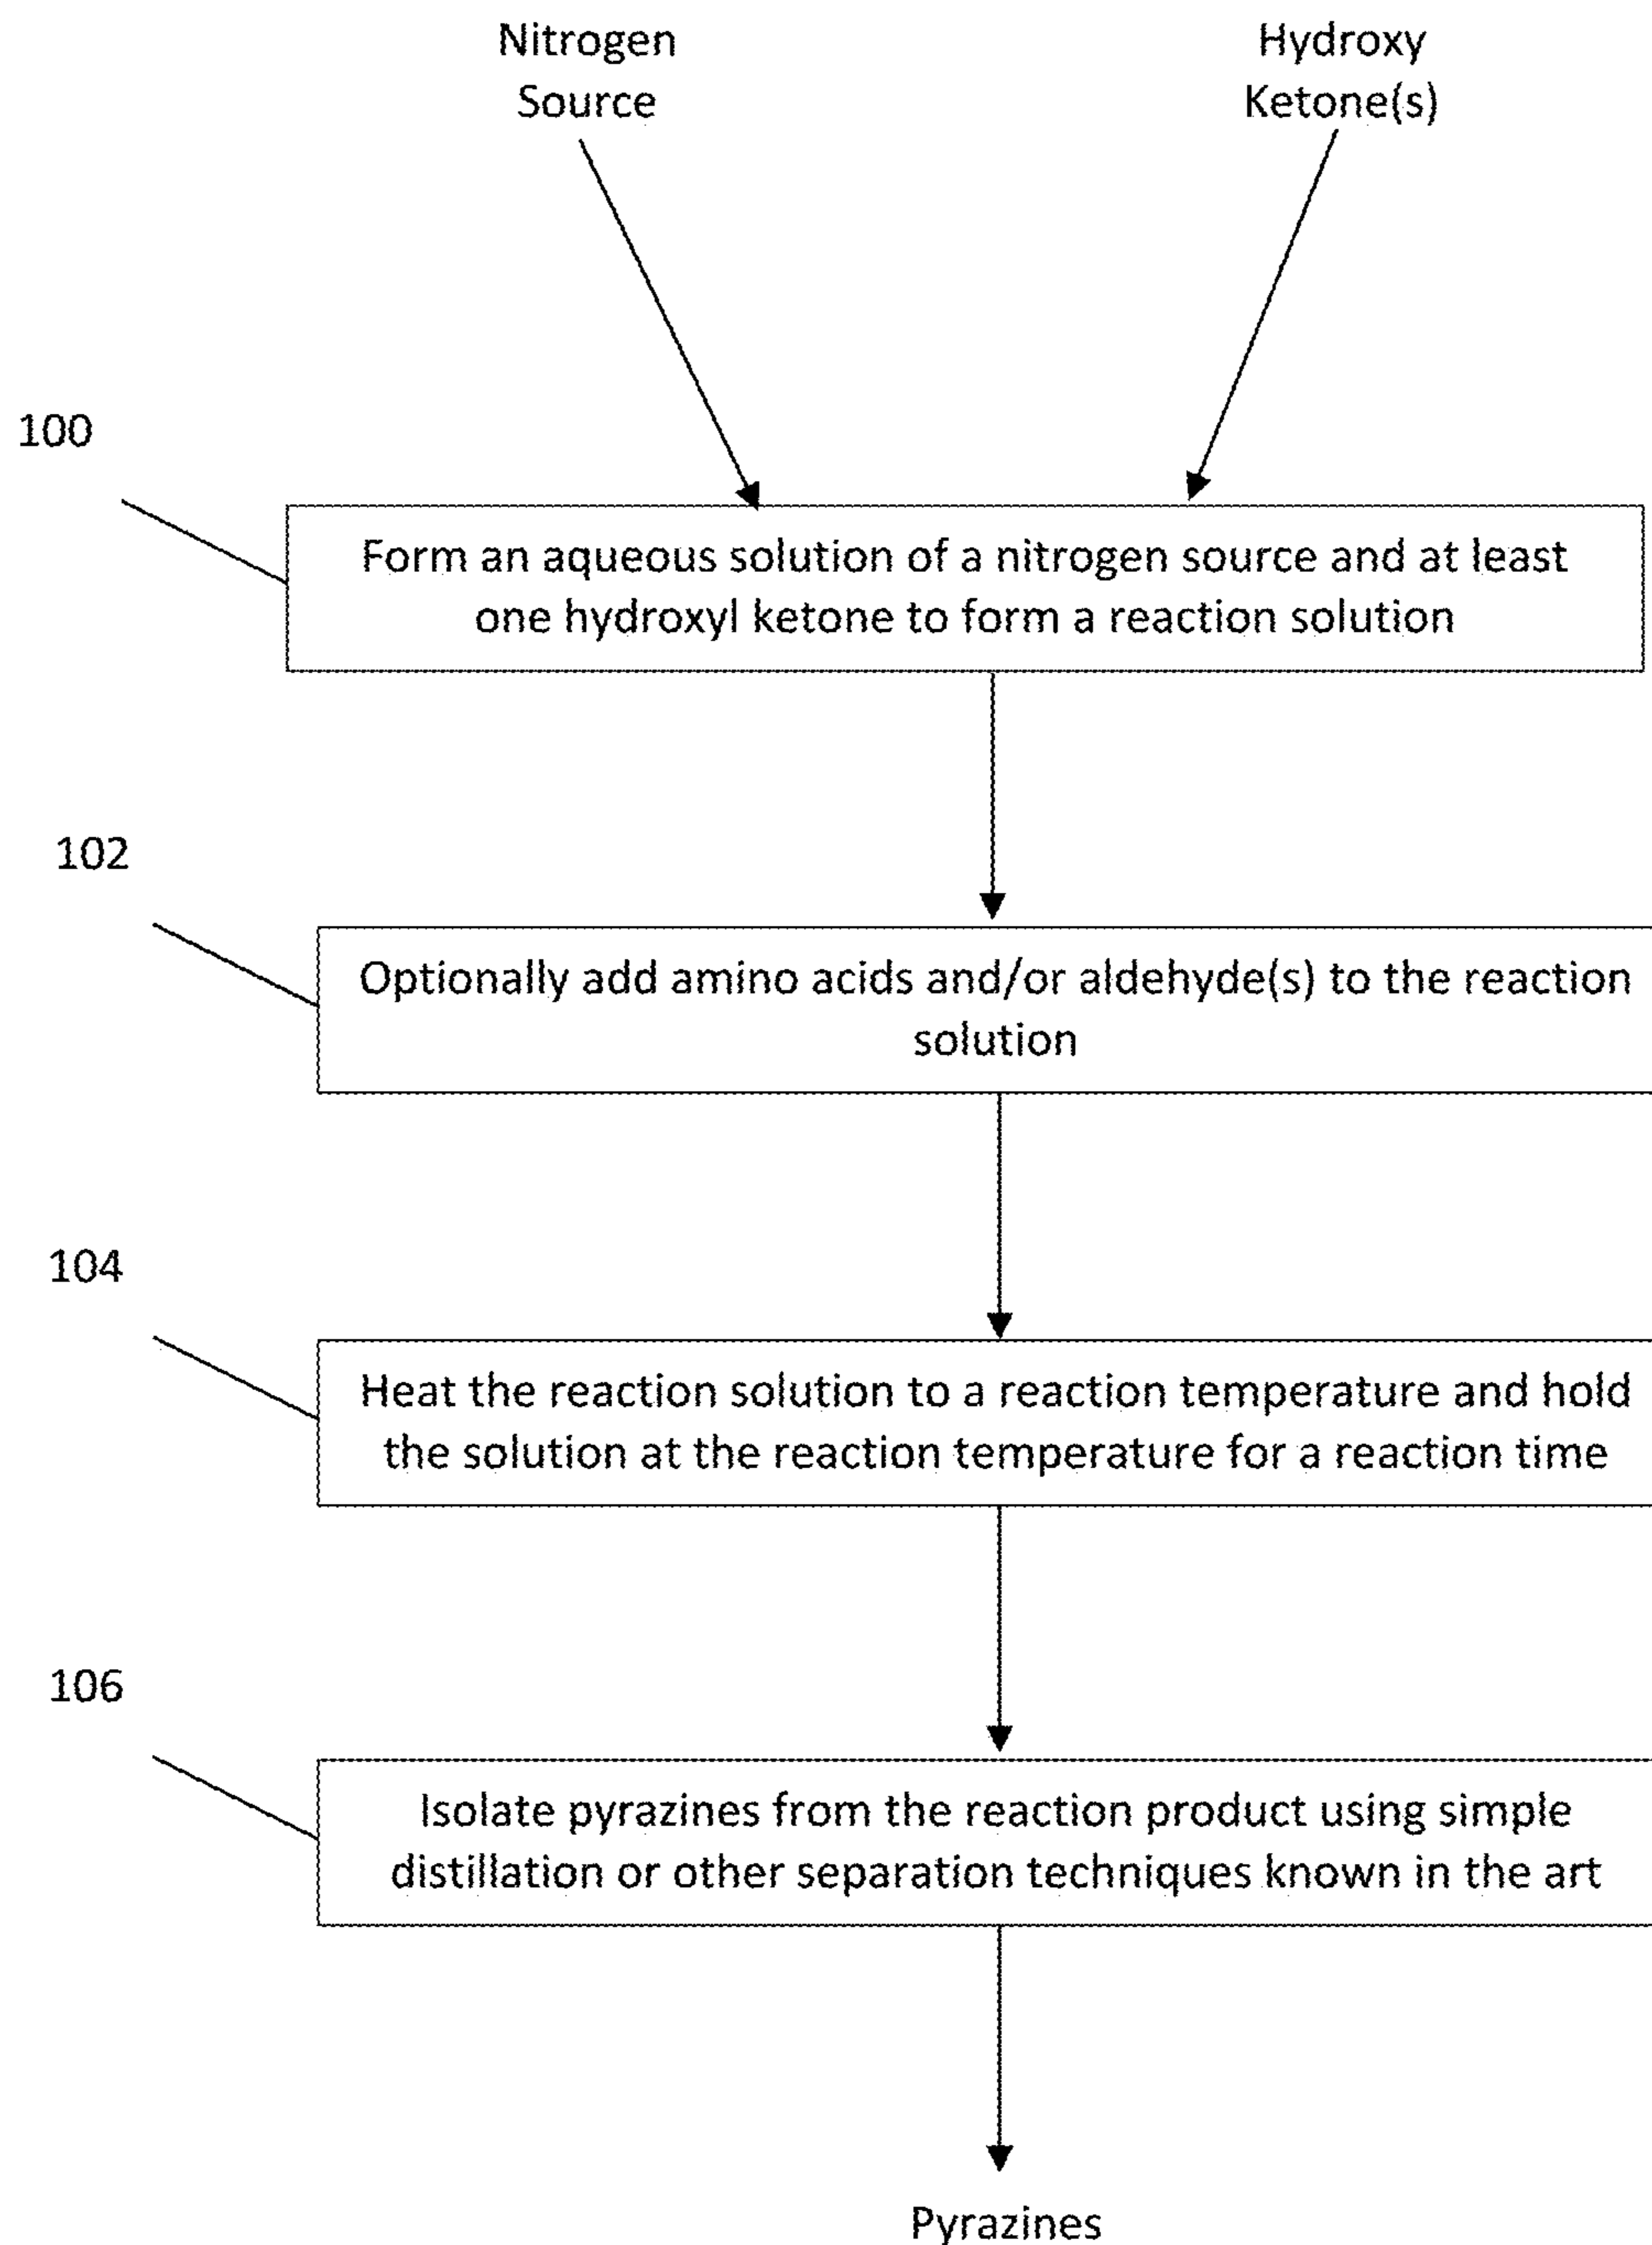 Nitrogen
Source
Hydroxy
Ketone(s)
100
Form an aqueous solution of a nitrogen source and at least
one hydroxyl ketone to form a reaction solution
102
Optionally add amino acids and/or aldehyde(s) to the reaction
solution
104
Heat the reaction solution to a reaction temperature and hold
the solution at the reaction temperature for a reaction time
106
Isolate pyrazines from the reaction product using simple
distillation or other separation techniques known in the art
Pyrazines